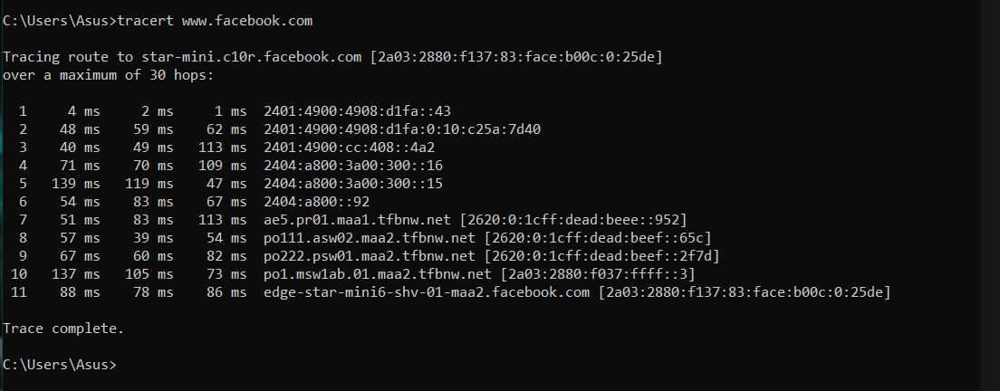 C:\Users\Asus>tracert www.facebook.com
Tracing route to star-mini.c10r.facebook.com [2a03:2880:f137:83:face:b00c:0:25de]
over a maximum of 30 hops:
1 4 ms 2 ms 1 ms 2401:4900:4908:d1fa::43
2 48 ms 59 ms 62 ms 2401:4900:4908:d1fa:0:10:c25a:7d40
3 40 ms 49 ms 113 ms 2401:4900:cc:408::4a2
4 71 ms 70 ms 109 ms 2404:a800:3a00:300::16
5 139 ms 119 ms 47 ms 2404:a800:3a00:300::15
6 54 ms 83 ms 67 ms 2404:a800::92
7 51 ms 83 ms 113 ms ae5.pr01.maa1.tfbnw.net [2620:0:1cff:dead:beee::952]
8 57 ms 39 ms 54 ms po111.asw02.maa2.tfbnw.net [2620:0:1cff:dead:beef::65c]
9 67 ms 60 ms 82 ms po222.psw01.maa2.tfbnw.net [2620:0:1cff:dead:beef::2f7d]
10 137 ms 105 ms 73 ms po1.msw1ab.01.maa2.tfbnw.net [2a03:2880:f037:ffff::3]
11 88 ms 78 ms 86 ms edge-star-mini6-shv-01-maa2.facebook.com [2a03:2880:f137:83:face:b00c:0:25de]
Trace complete.
C:\Users\Asus>